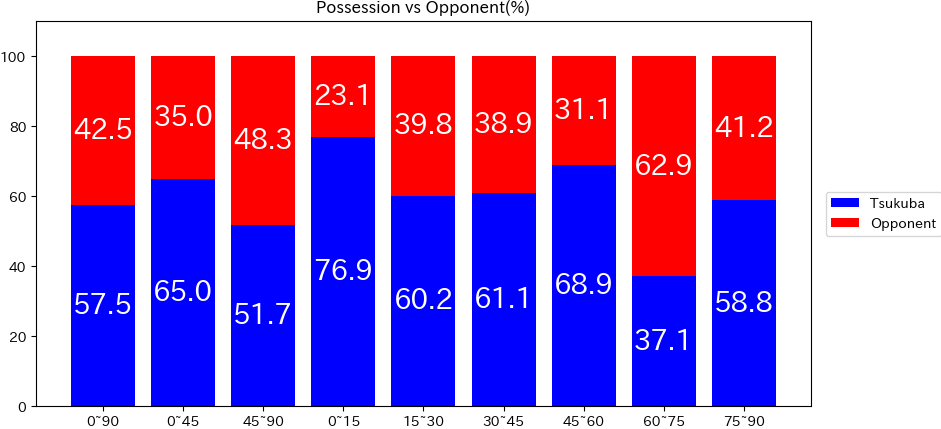 Possession vs Opponent(%)
100
80
60
40
20
0
42.5 35.0 48.3 23.1 39.8 38.9 31.1 62.9 41.2
57.5 65.0 51.7 76.9 60.2 61.1 68.9 37.1 58.8
0~90 0~45 45~90 0~15 15~30 30~45 45~60 60~75 75~90
Tsukuba
Opponent